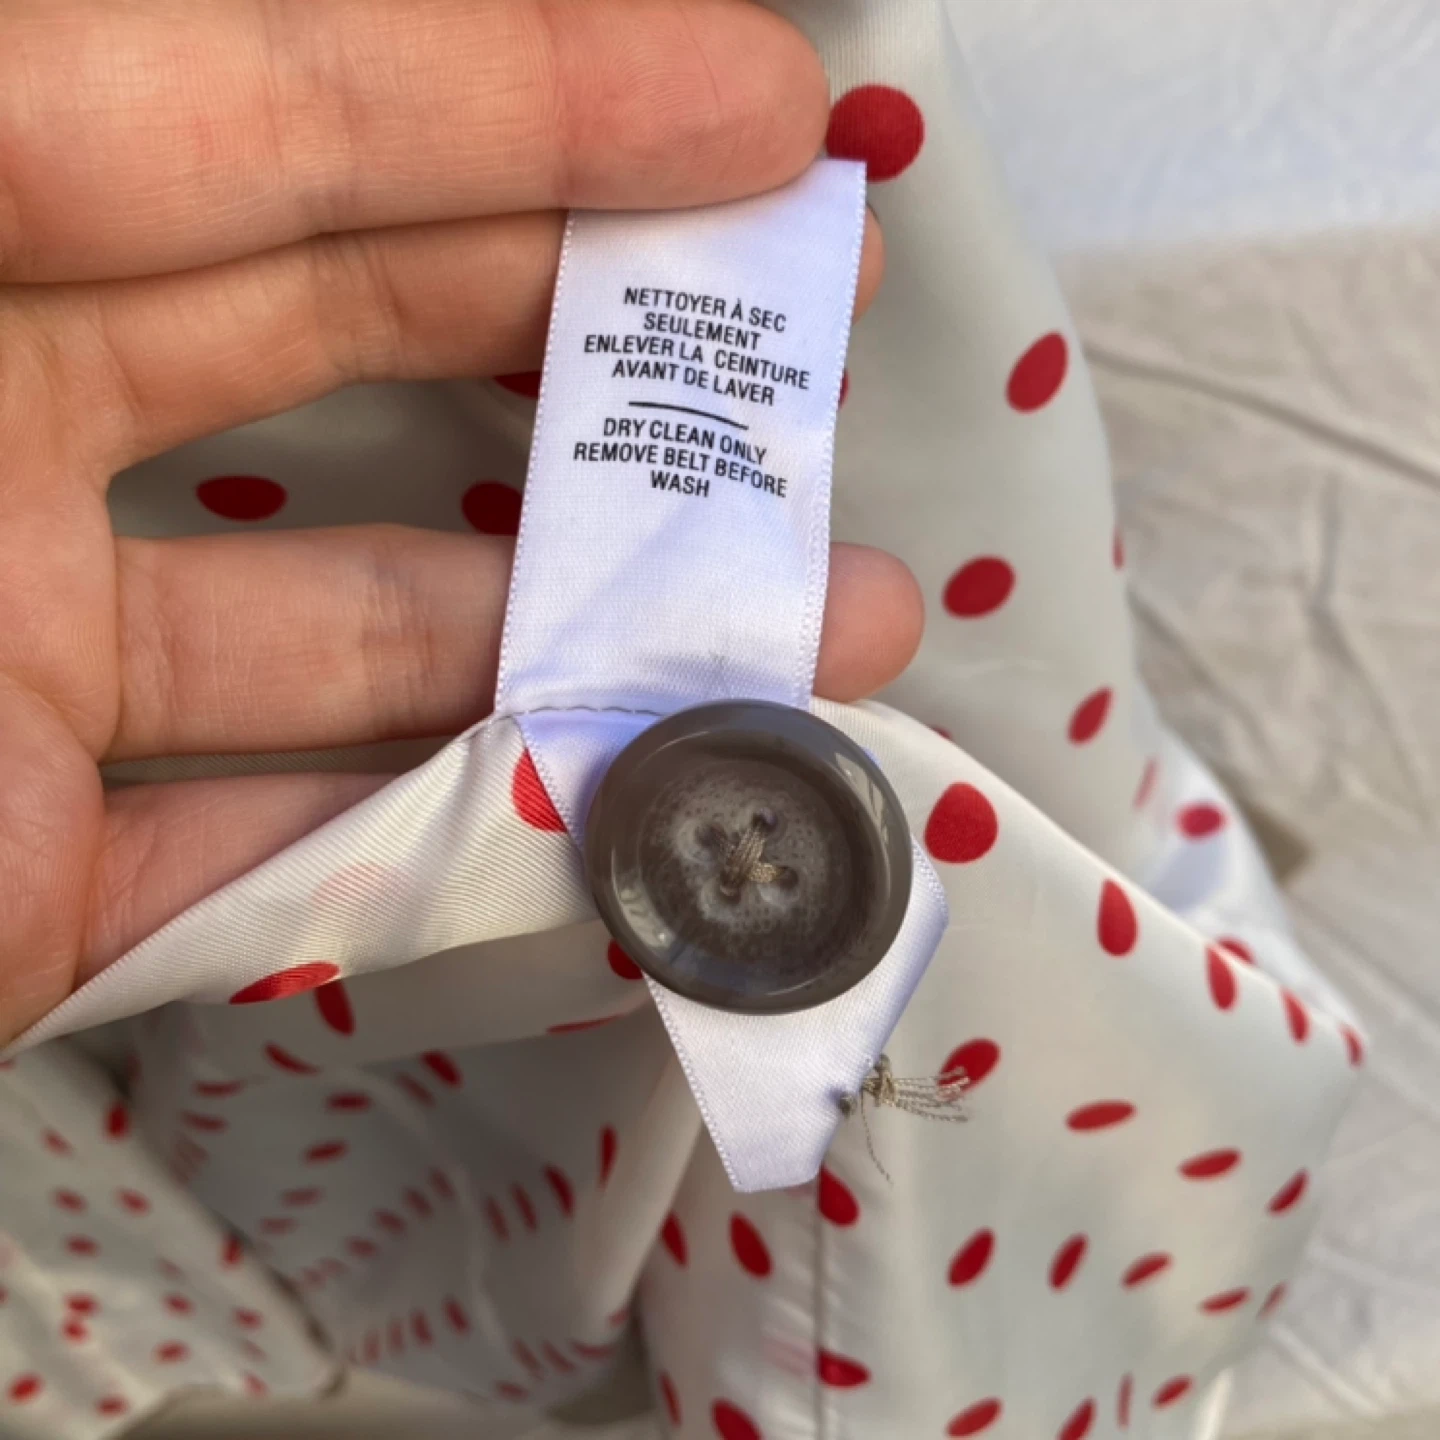 NETTOYER À SEC
SEULEMENT
ENLEVER LA CEINTURE
AVANT DE LAVER
DRY CLEAN ONLY
REMOVE BELT BEFORE
WASH